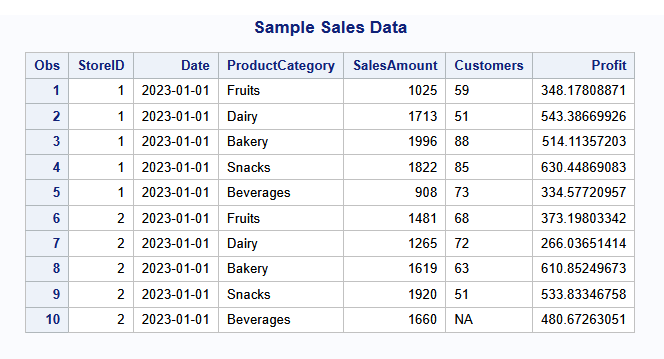 Sample Sales Data
Obs StoreID Date ProductCategory SalesAmount Customers Profit
1 1 2023-01-01 Fruits 1025 59 348.17808871
2 1 2023-01-01 Dairy 1713 51 543.38669926
3 1 2023-01-01 Bakery 1996 88 514.11357203
4 1 2023-01-01 Snacks 1822 85 630.44869083
5 1 2023-01-01 Beverages 908 73 334.57720957
6 2 2023-01-01 Fruits 1481 68 373.19803342
7 2 2023-01-01 Dairy 1265 72 266.03651414
8 2 2023-01-01 Bakery 1619 63 610.85249673
9 2 2023-01-01 Snacks 1920 51 533.83346758
10 2 2023-01-01 Beverages 1660 NA 480.67263051